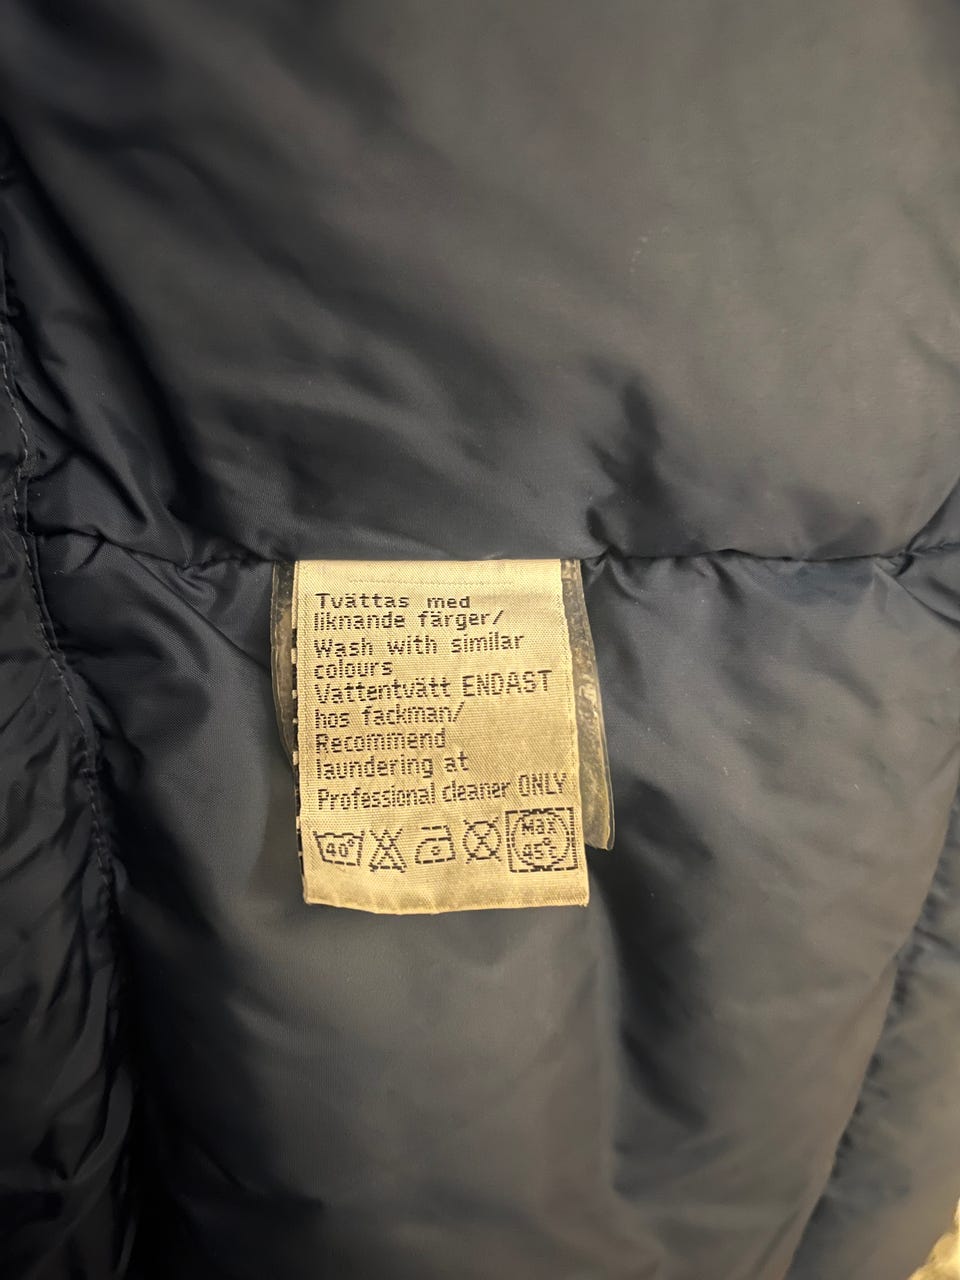 Tvättas med
liknande färger/
Wash with similar
colours
Vattentvätt ENDAST
hos fackman/
Recommend
laundering at
Professional cleaner ONLY
40° Max
45°